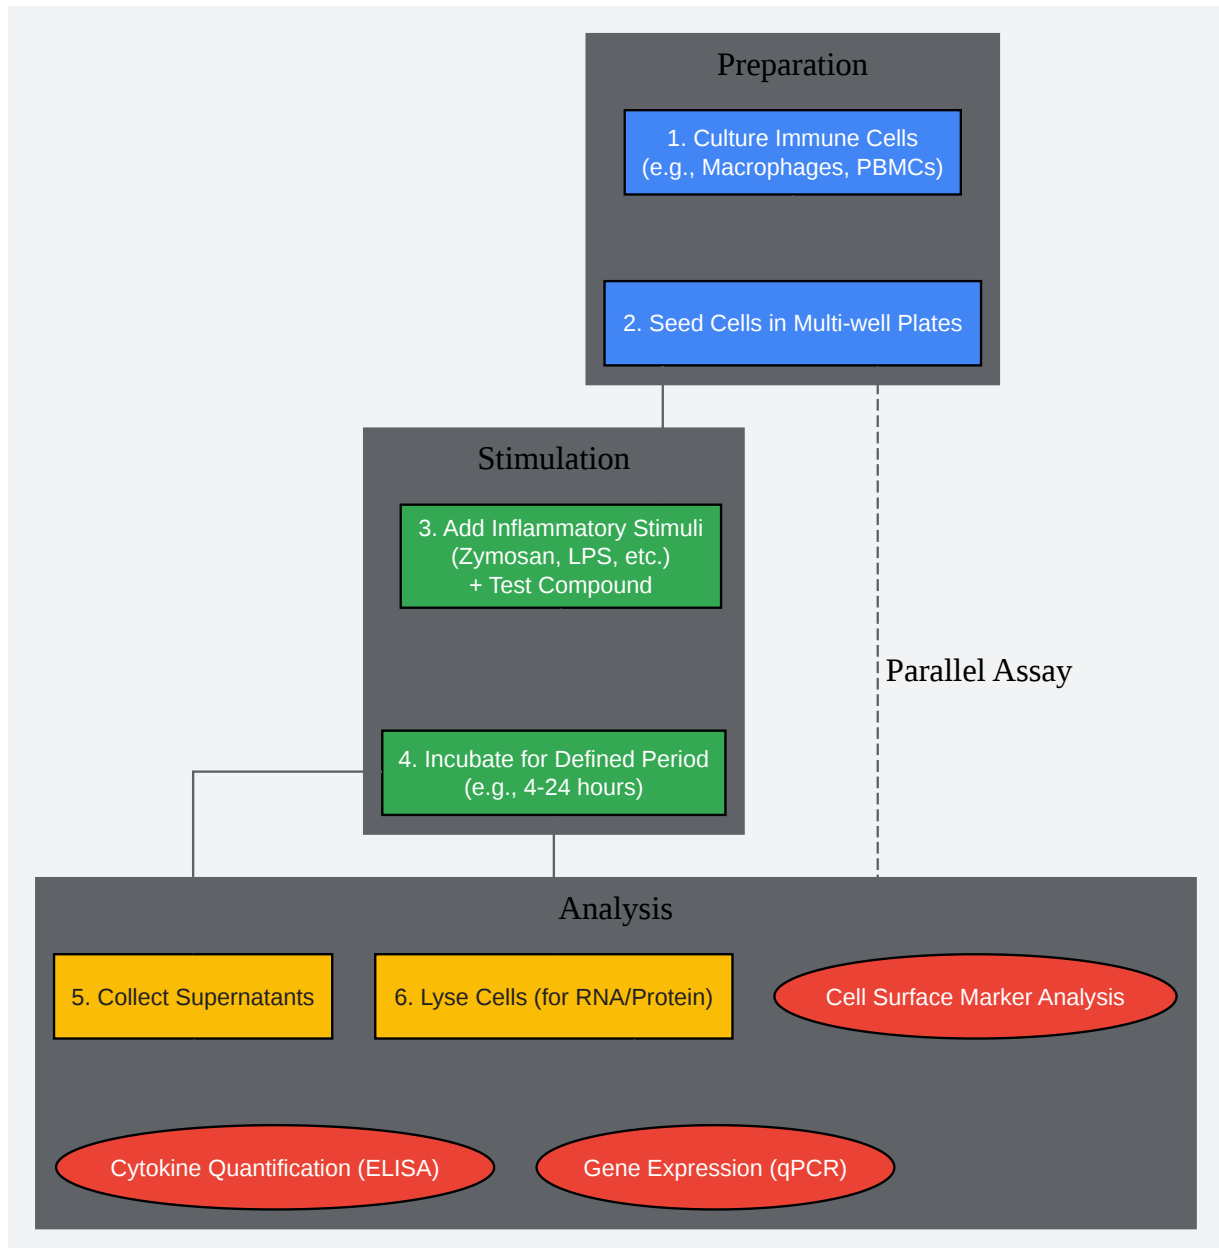 Preparation
1. Culture Immune Cells
(e.g., Macrophages, PBMCs)
2. Seed Cells in Multi-well Plates
Stimulation
3. Add Inflammatory Stimuli
(Zymosan, LPS, etc.)
+ Test Compound
Parallel Assay
4. Incubate for Defined Period
(e.g., 4-24 hours)
Analysis
5. Collect Supernatants
6. Lyse Cells (for RNA/Protein)
Cell Surface Marker Analysis
Cytokine Quantification (ELISA)
Gene Expression (qPCR)